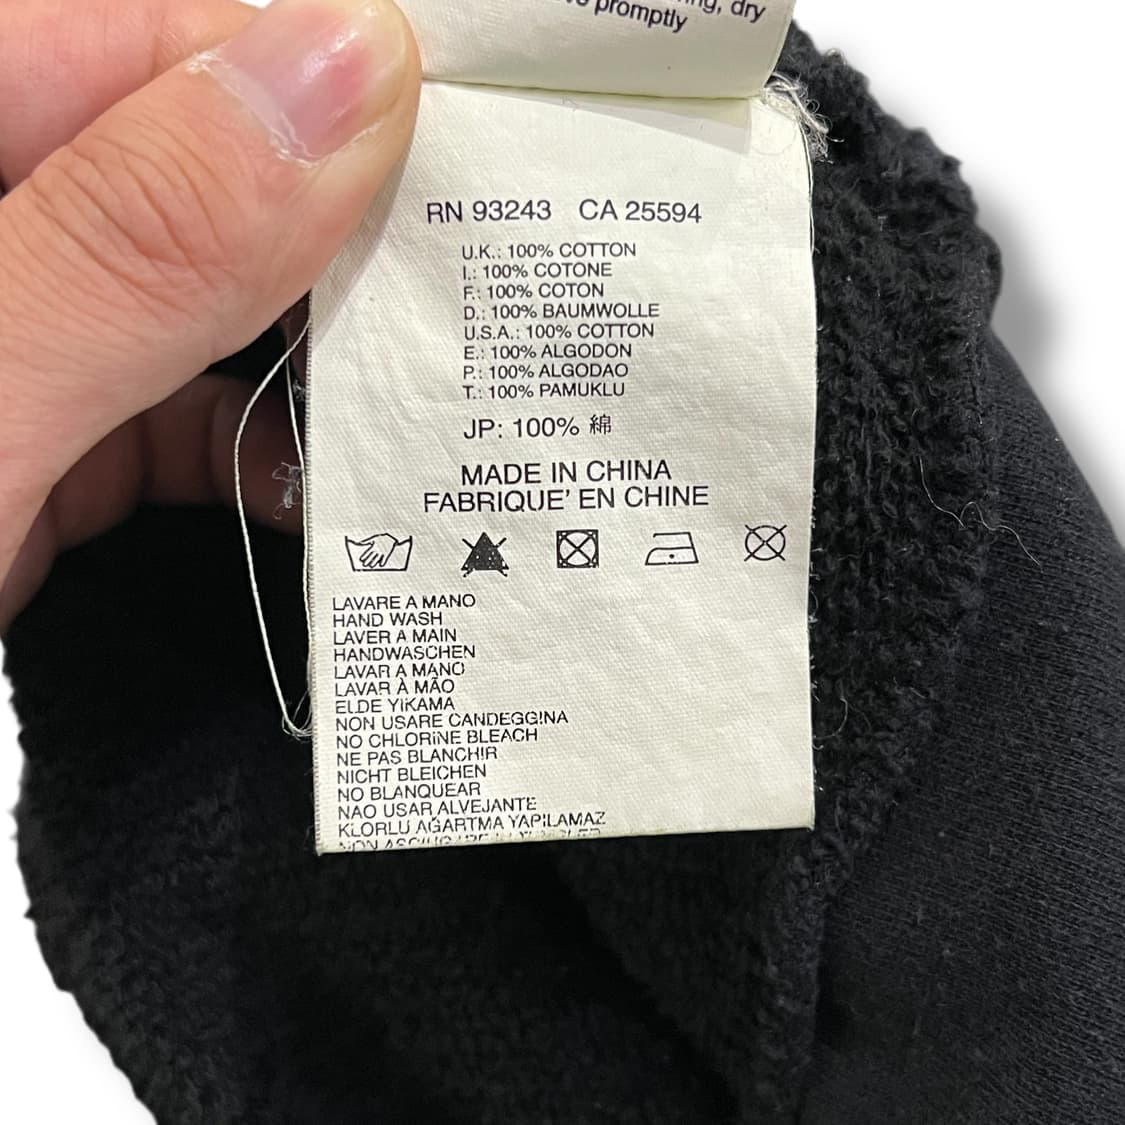 ng, dry
promptly
RN 93243 CA 25594
U.K.: 100% COTTON
I.: 100% COTONE
F.: 100% COTON
D.: 100% BAUMWOLLE
U.S.A.: 100% COTTON
E.: 100% ALGODON
P.: 100% ALGODAO
T.: 100% PAMUKLU
JP: 100% 綿
MADE IN CHINA
FABRIQUE' EN CHINE
LAVARE A MANO
HAND WASH
LAVER A MAIN
HANDWASCHEN
LAVAR A MANO
LAVAR À MÃO
ELDE YIKAMA
NON USARE CANDEGGINA
NO CHLORINE BLEACH
NE PAS BLANCHIR
NICHT BLEICHEN
NO BLANQUEAR
NAO USAR ALVEJANTE
KLORLU AĞARTMA YAPILAMAZ